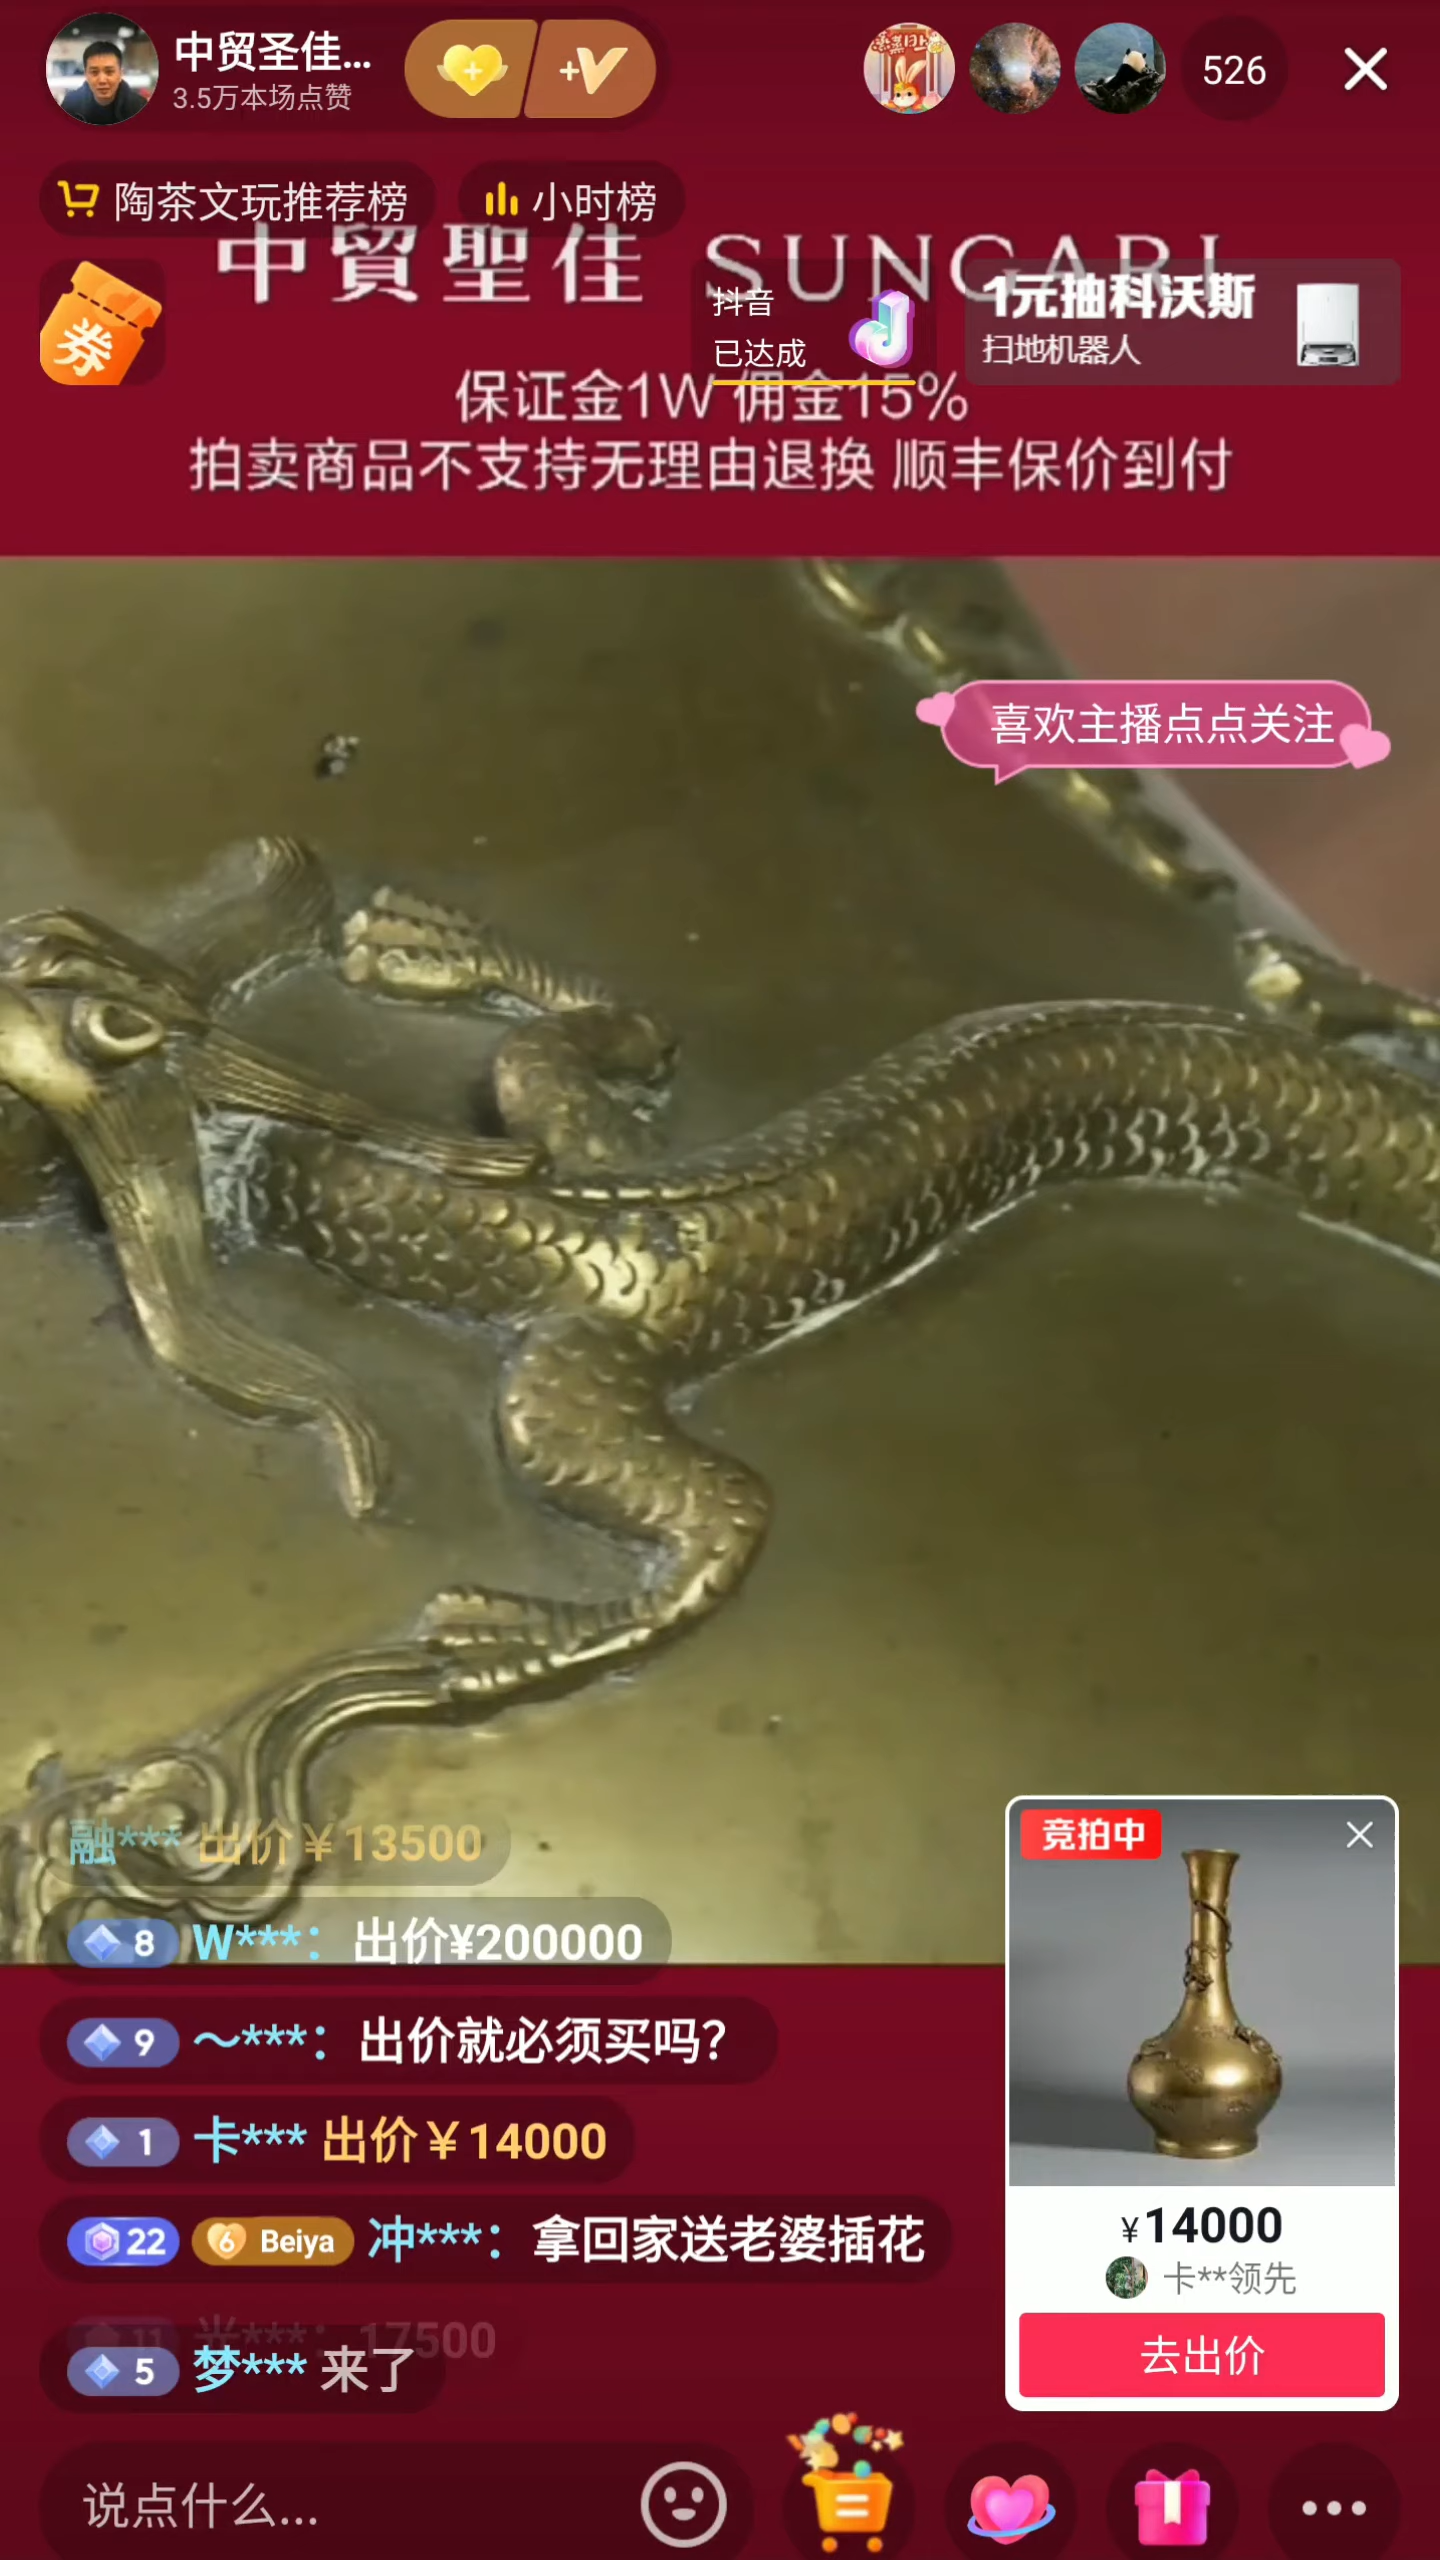 中贸圣佳...
3.5万本场点赞
526
陶茶文玩推荐榜
小时榜
中貿聖佳 SUNGARI
券
抖音
已达成
1元抽科沃斯
扫地机器人
保证金1W 佣金15%
拍卖商品不支持无理由退换 顺丰保价到付
喜欢主播点点关注
融*** 出价￥13500
8 W***：出价¥200000
9 ～***：出价就必须买吗？
1 卡*** 出价￥14000
22 6 Beiya 冲***：拿回家送老婆插花
11 光***：17500
5 梦*** 来了
竞拍中
¥14000
卡**领先
去出价
说点什么...